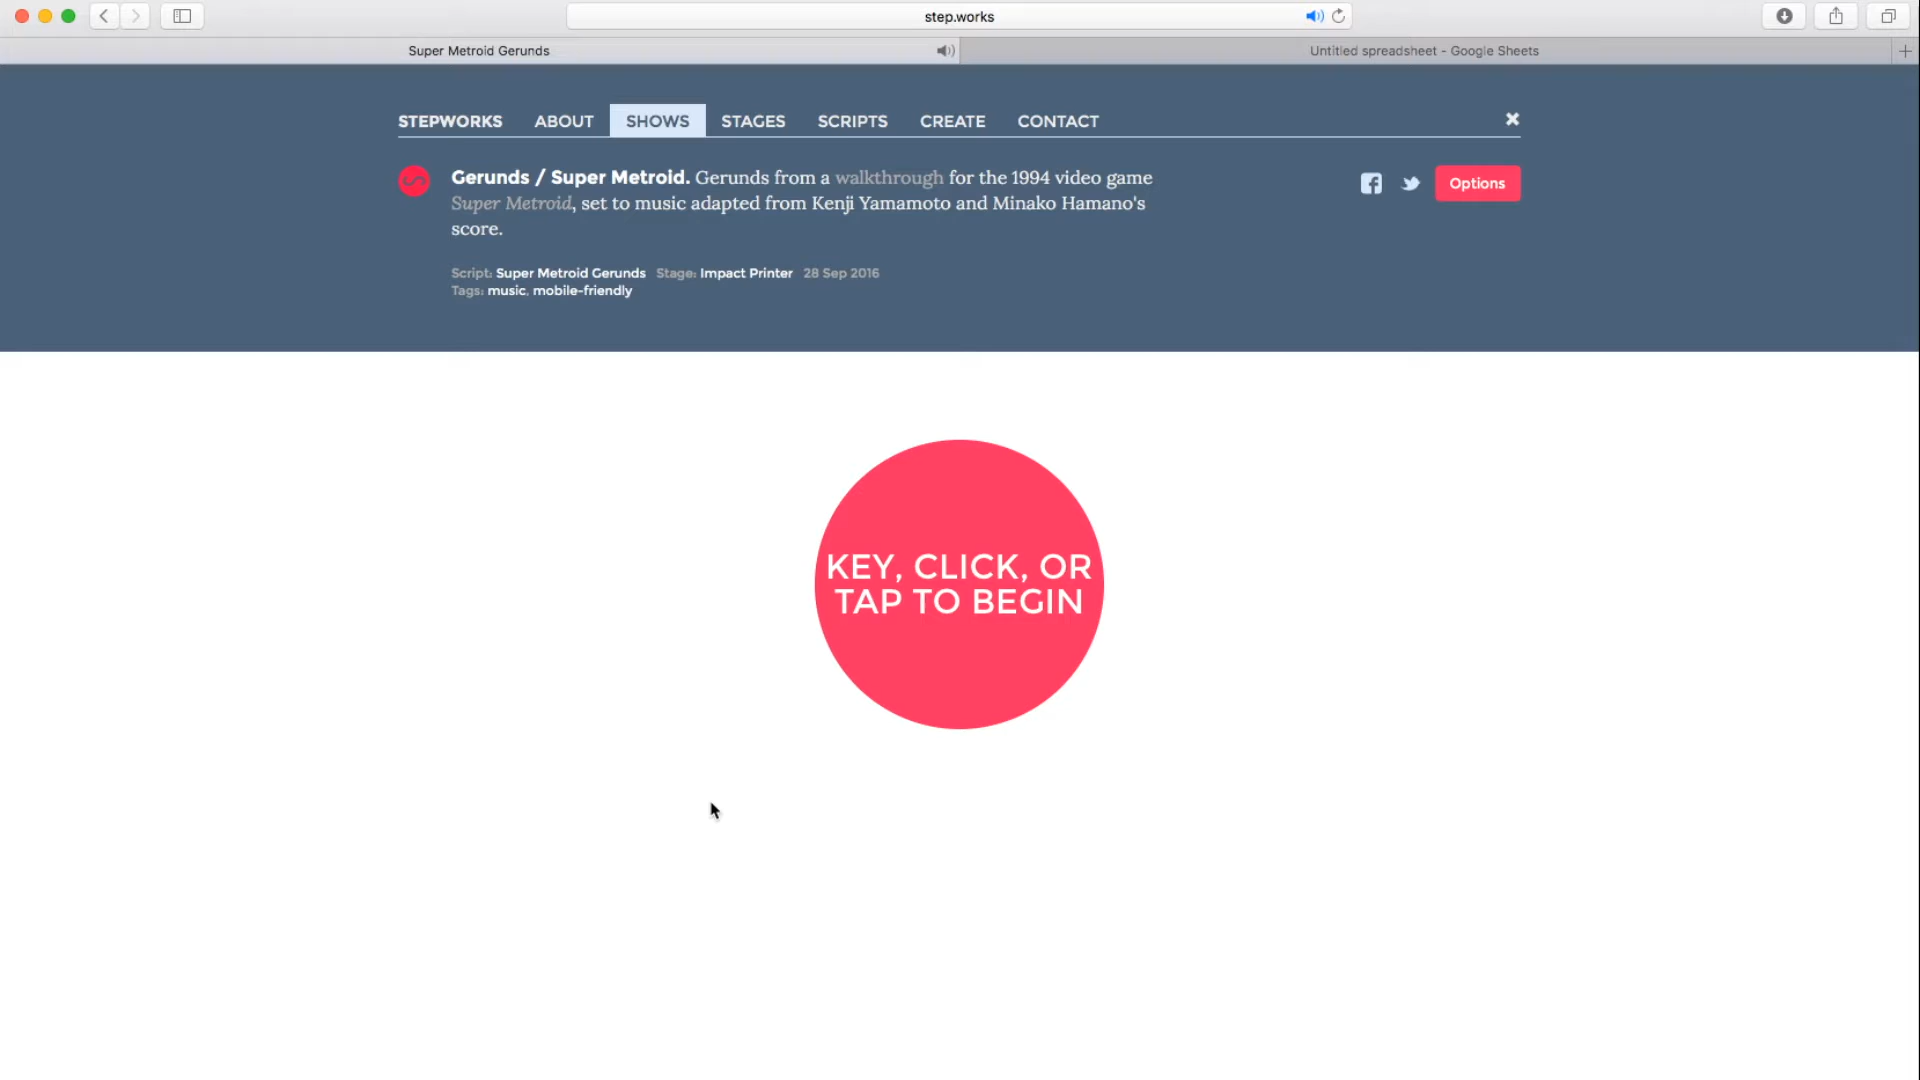 step.works
Super Metroid Gerunds
Untitled spreadsheet - Google Sheets
STEPWORKS ABOUT SHOWS STAGES SCRIPTS CREATE CONTACT
Gerunds / Super Metroid. Gerunds from a walkthrough for the 1994 video game
Super Metroid, set to music adapted from Kenji Yamamoto and Minako Hamano's
score.
Options
Script: Super Metroid Gerunds Stage: Impact Printer 28 Sep 2016
Tags: music, mobile-friendly
KEY, CLICK, OR
TAP TO BEGIN